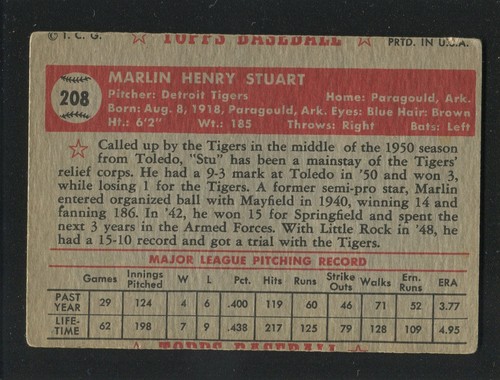 © T. C. G. TOPPS BASEBALL PRTD. IN U.S.A.
208
MARLIN HENRY STUART
Pitcher: Detroit Tigers Home: Paragould, Ark.
Born: Aug. 8, 1918, Paragould, Ark. Eyes: Blue Hair: Brown
Ht.: 6'2" Wt.: 185 Throws: Right Bats: Left
Called up by the Tigers in the middle of the 1950 season
from Toledo, "Stu" has been a mainstay of the Tigers'
relief corps. He had a 9-3 mark at Toledo in '50 and won 3,
while losing 1 for the Tigers. A former semi-pro star, Marlin
entered organized ball with Mayfield in 1940, winning 14 and
fanning 186. In '42, he won 15 for Springfield and spent the
next 3 years in the Armed Forces. With Little Rock in '48, he
had a 15-10 record and got a trial with the Tigers.
MAJOR LEAGUE PITCHING RECORD
Games Innings Pitched W L Pct. Hits Runs Strike Outs Walks Ern. Runs ERA
PAST YEAR 29 124 4 6 .400 119 60 46 71 52 3.77
LIFE-TIME 62 198 7 9 .438 217 125 79 128 109 4.95
TOPPS BASEBALL